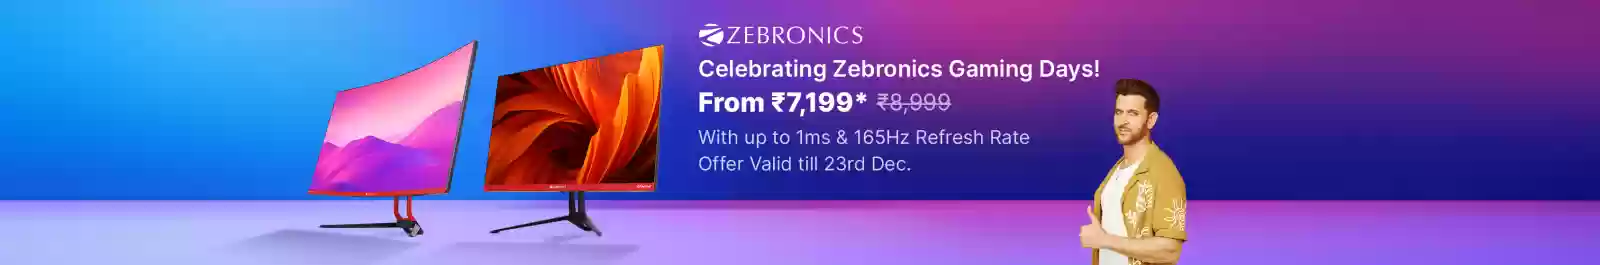 ZEBRONICS
Celebrating Zebronics Gaming Days!
From ₹7,199* ₹8,999
With up to 1ms & 165Hz Refresh Rate
Offer Valid till 23rd Dec.